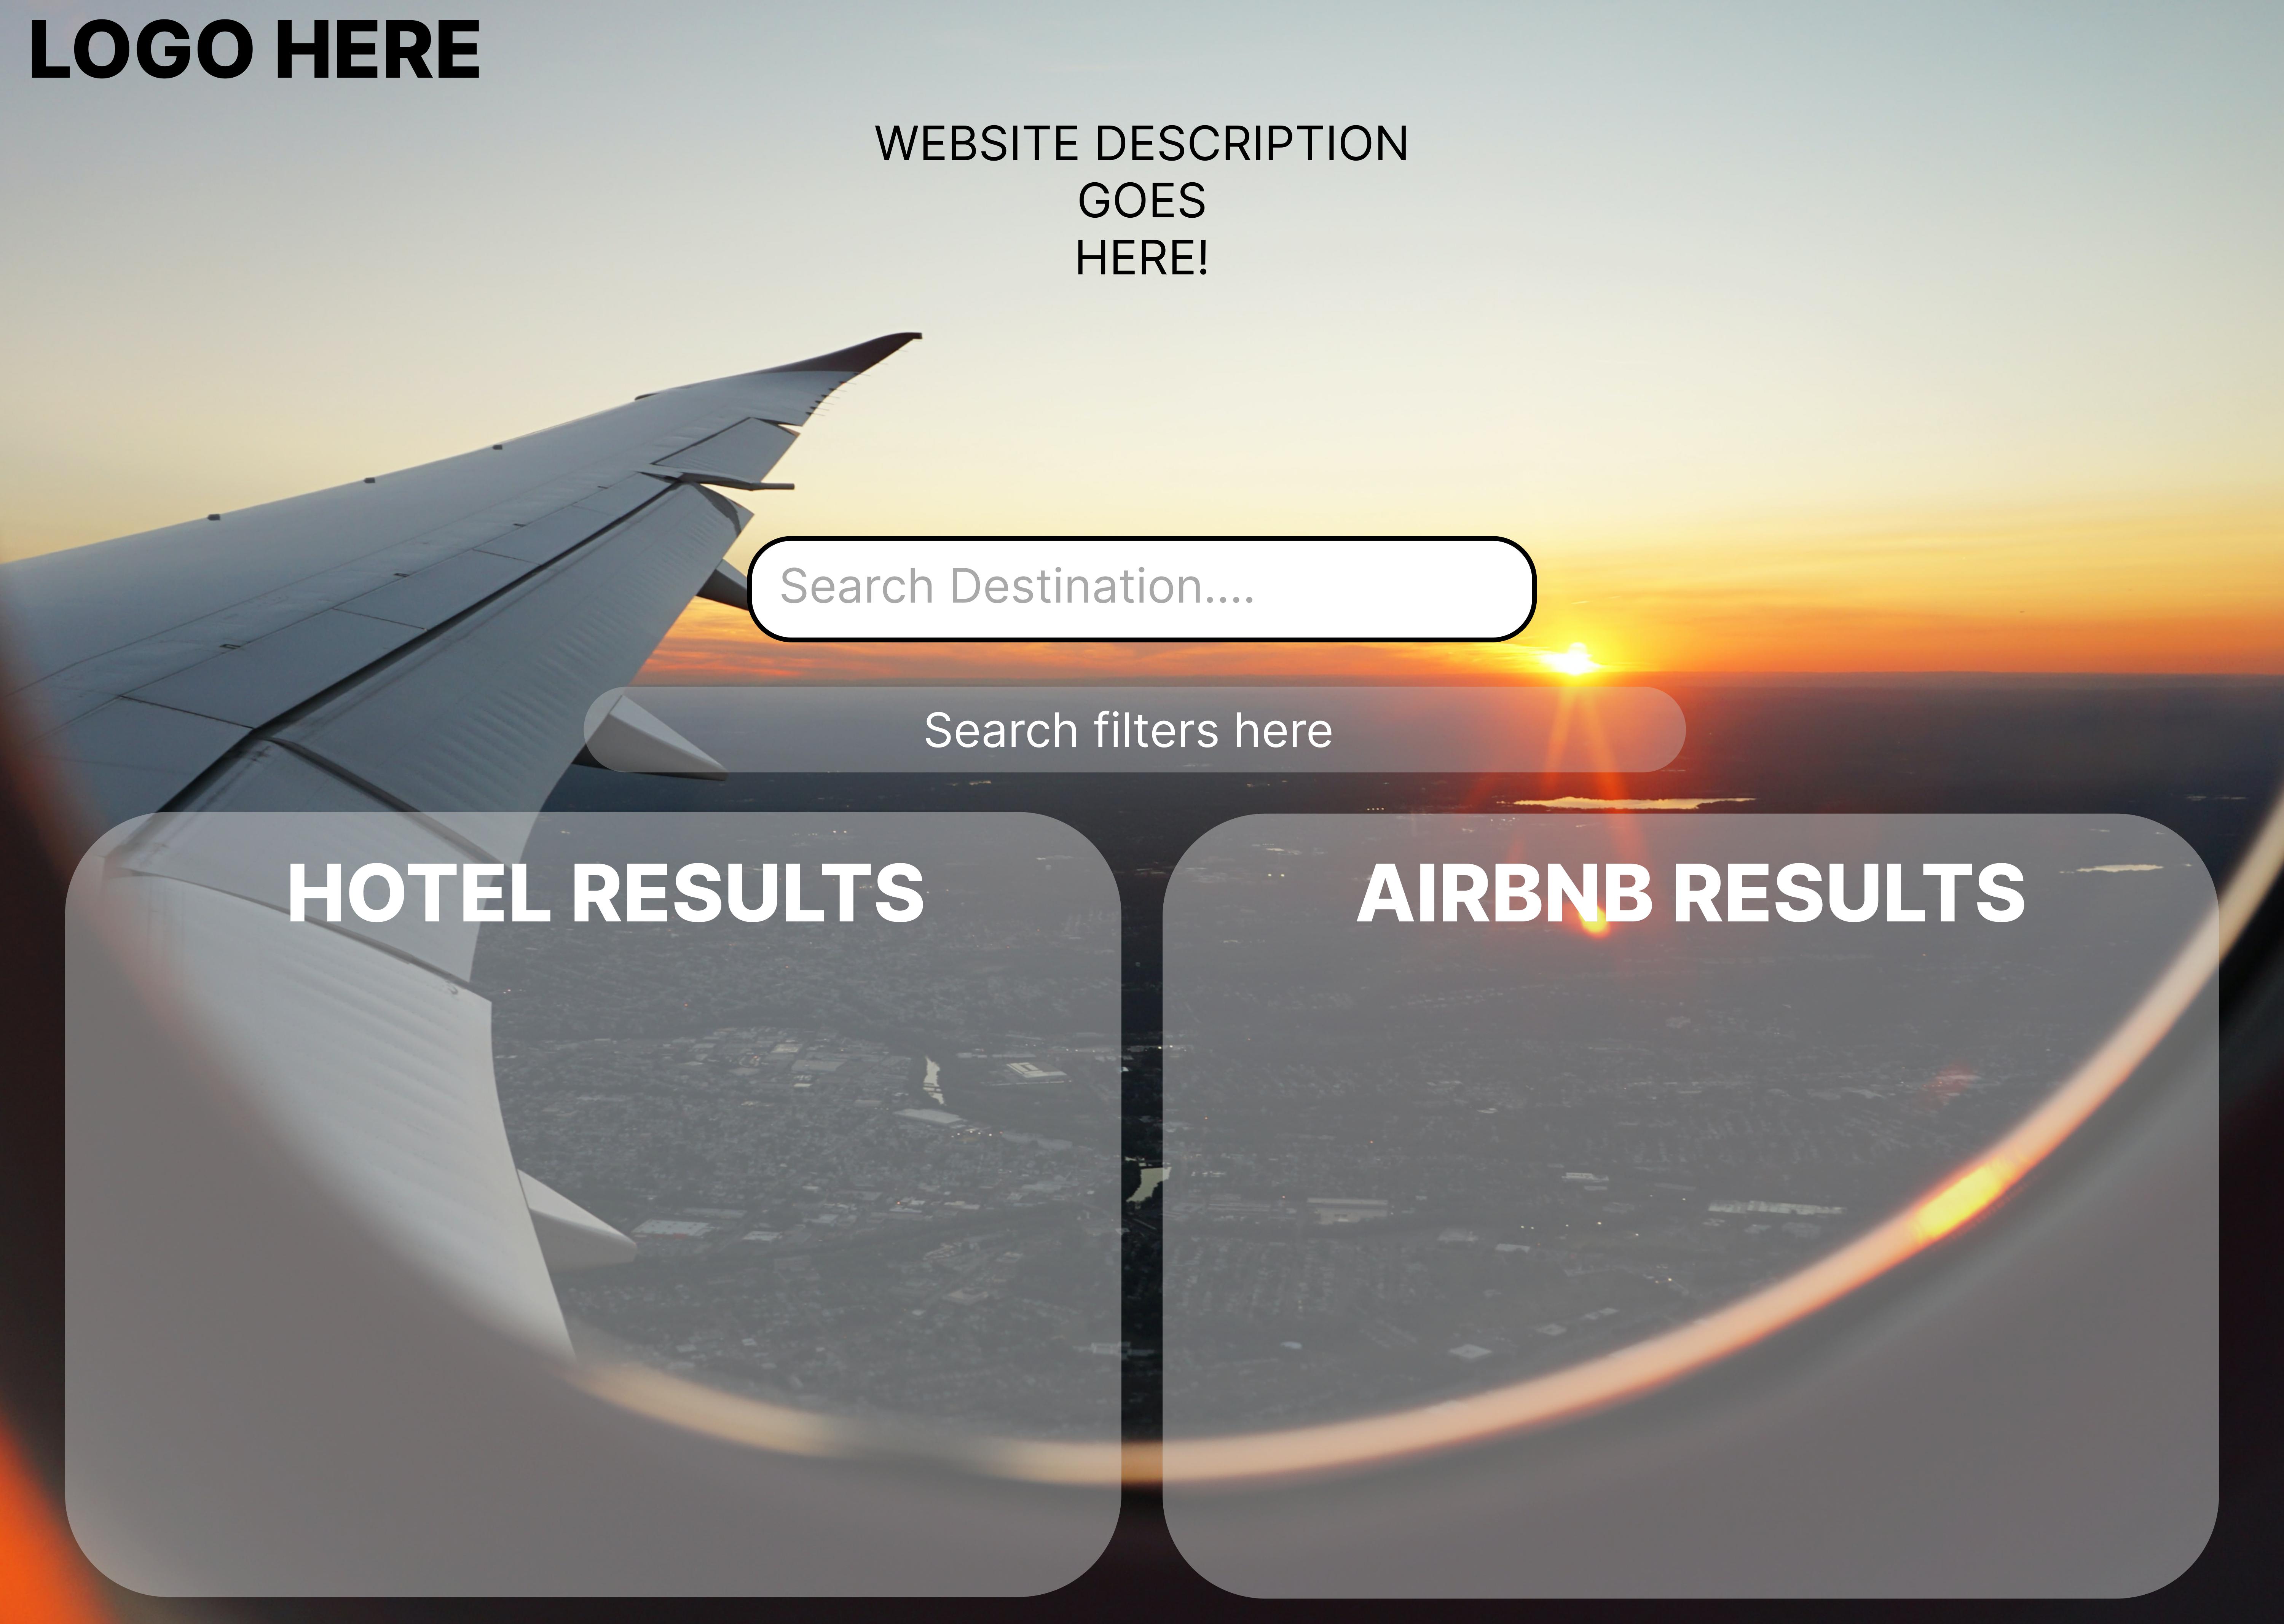 LOGO HERE
WEBSITE DESCRIPTION
GOES
HERE!
Search Destination....
Search filters here
HOTEL RESULTS
AIRBNB RESULTS